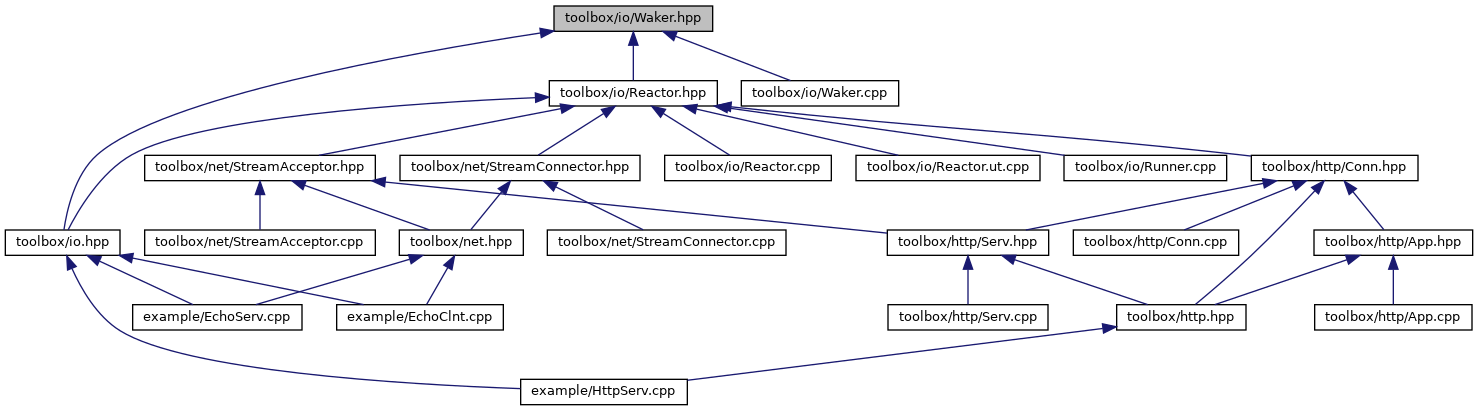 toolbox/io/Waker.hpp
toolbox/io/Reactor.hpp
toolbox/io/Waker.cpp
toolbox/net/StreamAcceptor.hpp
toolbox/net/StreamConnector.hpp
toolbox/io/Reactor.cpp
toolbox/io/Reactor.ut.cpp
toolbox/io/Runner.cpp
toolbox/http/Conn.hpp
toolbox/io.hpp
toolbox/net/StreamAcceptor.cpp
toolbox/net.hpp
toolbox/net/StreamConnector.cpp
toolbox/http/Serv.hpp
toolbox/http/Conn.cpp
toolbox/http/App.hpp
example/EchoServ.cpp
example/EchoClnt.cpp
toolbox/http/Serv.cpp
toolbox/http.hpp
toolbox/http/App.cpp
example/HttpServ.cpp